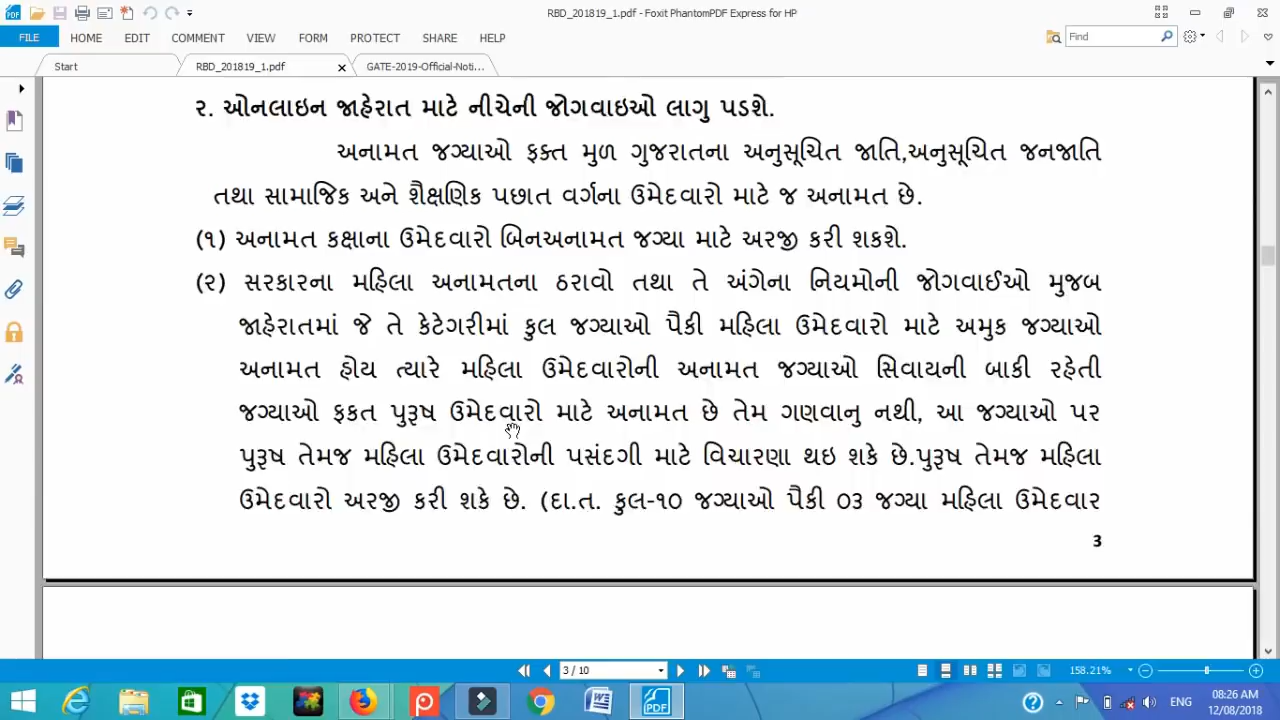 RBD_201819_1.pdf - Foxit PhantomPDF Express for HP
FILE HOME EDIT COMMENT VIEW FORM PROTECT SHARE HELP
Find
Start RBD_201819_1.pdf GATE-2019-Official-Noti...
૨. ઓનલાઇન જાહેરાત માટે નીચેની જોગવાઇઓ લાગુ પડશે.
અનામત જગ્યાઓ ફક્ત મુળ ગુજરાતના અનુસૂચિત જાતિ,અનુસૂચિત જનજાતિ
તથા સામાજિક અને શૈક્ષણિક પછાત વર્ગના ઉમેદવારો માટે જ અનામત છે.
(૧) અનામત કક્ષાના ઉમેદવારો બિનઅનામત જગ્યા માટે અરજી કરી શકશે.
(૨) સરકારના મહિલા અનામતના ઠરાવો તથા તે અંગેના નિયમોની જોગવાઈઓ મુજબ
જાહેરાતમાં જે તે કેટેગરીમાં કુલ જગ્યાઓ પૈકી મહિલા ઉમેદવારો માટે અમુક જગ્યાઓ
અનામત હોય ત્યારે મહિલા ઉમેદવારોની અનામત જગ્યાઓ સિવાયની બાકી રહેતી
જગ્યાઓ ફકત પુરૂષ ઉમેદવારો માટે અનામત છે તેમ ગણવાનુ નથી, આ જગ્યાઓ પર
પુરૂષ તેમજ મહિલા ઉમેદવારોની પસંદગી માટે વિચારણા થઇ શકે છે.પુરૂષ તેમજ મહિલા
ઉમેદવારો અરજી કરી શકે છે. (દા.ત. કુલ-૧૦ જગ્યાઓ પૈકી ૦૩ જગ્યા મહિલા ઉમેદવાર
3
3 / 10
158.21%
ENG
08:26 AM
12/08/2018